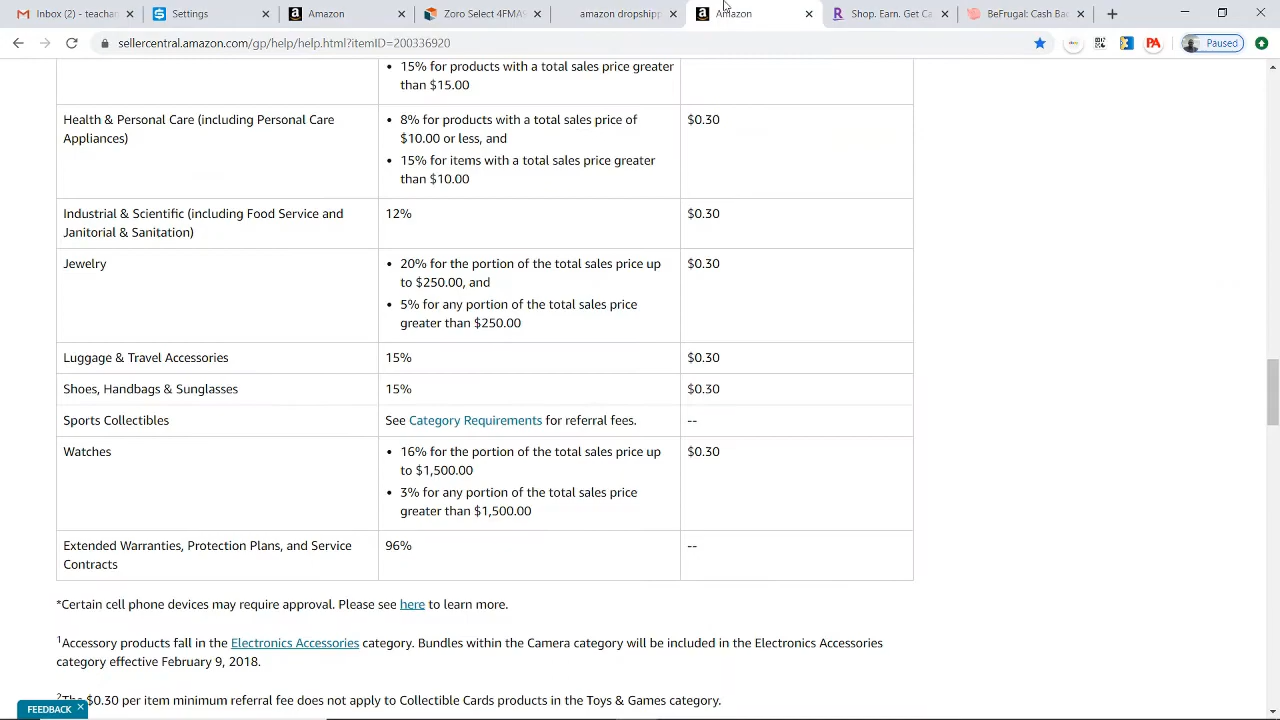 Inbox (2) - teachar
Settings
Amazon
Zoro Select 4FMA9
amazon dropshipp
Amazon
Shop. Earn. Get Ca
BeFrugal: Cash Bac
sellercentral.amazon.com/gp/help/help.html?itemID=200336920
Paused
15% for products with a total sales price greater
than $15.00
Health & Personal Care (including Personal Care
Appliances)
• 8% for products with a total sales price of
$10.00 or less, and
• 15% for items with a total sales price greater
than $10.00
$0.30
Industrial & Scientific (including Food Service and
Janitorial & Sanitation)
12%
$0.30
Jewelry
• 20% for the portion of the total sales price up
to $250.00, and
• 5% for any portion of the total sales price
greater than $250.00
$0.30
Luggage & Travel Accessories
15%
$0.30
Shoes, Handbags & Sunglasses
15%
$0.30
Sports Collectibles
See Category Requirements for referral fees.
--
Watches
• 16% for the portion of the total sales price up
to $1,500.00
• 3% for any portion of the total sales price
greater than $1,500.00
$0.30
Extended Warranties, Protection Plans, and Service
Contracts
96%
--
*Certain cell phone devices may require approval. Please see here to learn more.
1Accessory products fall in the Electronics Accessories category. Bundles within the Camera category will be included in the Electronics Accessories
category effective February 9, 2018.
2The $0.30 per item minimum referral fee does not apply to Collectible Cards products in the Toys & Games category.
FEEDBACK